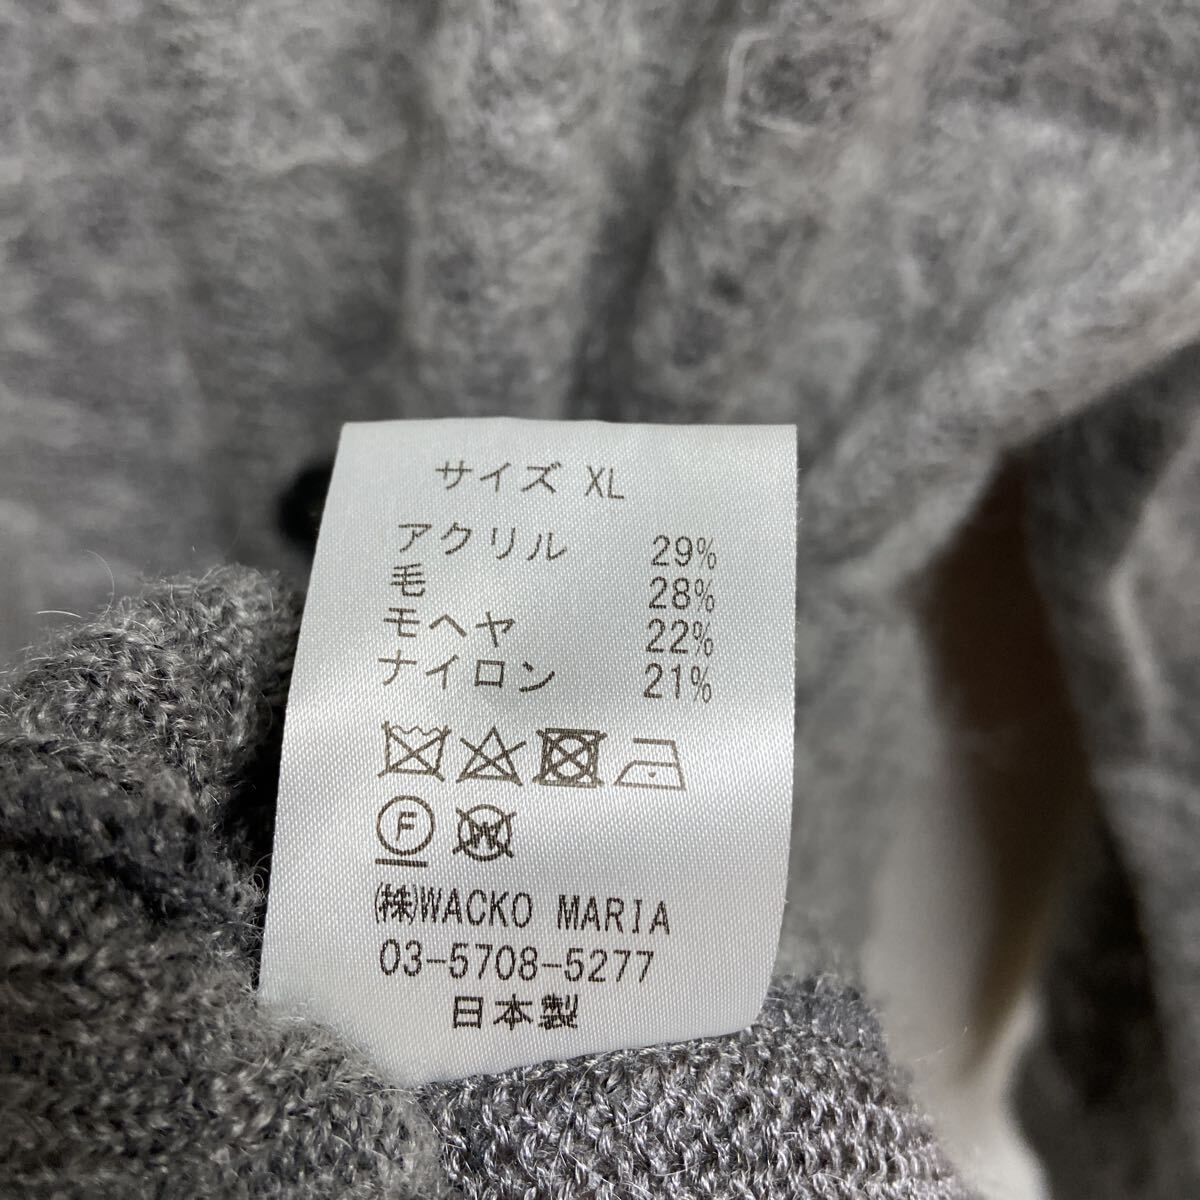 サイズ XL
アクリル 29%
毛 28%
モヘヤ 22%
ナイロン 21%
F W
㈱WACKO MARIA
03-5708-5277
日本製